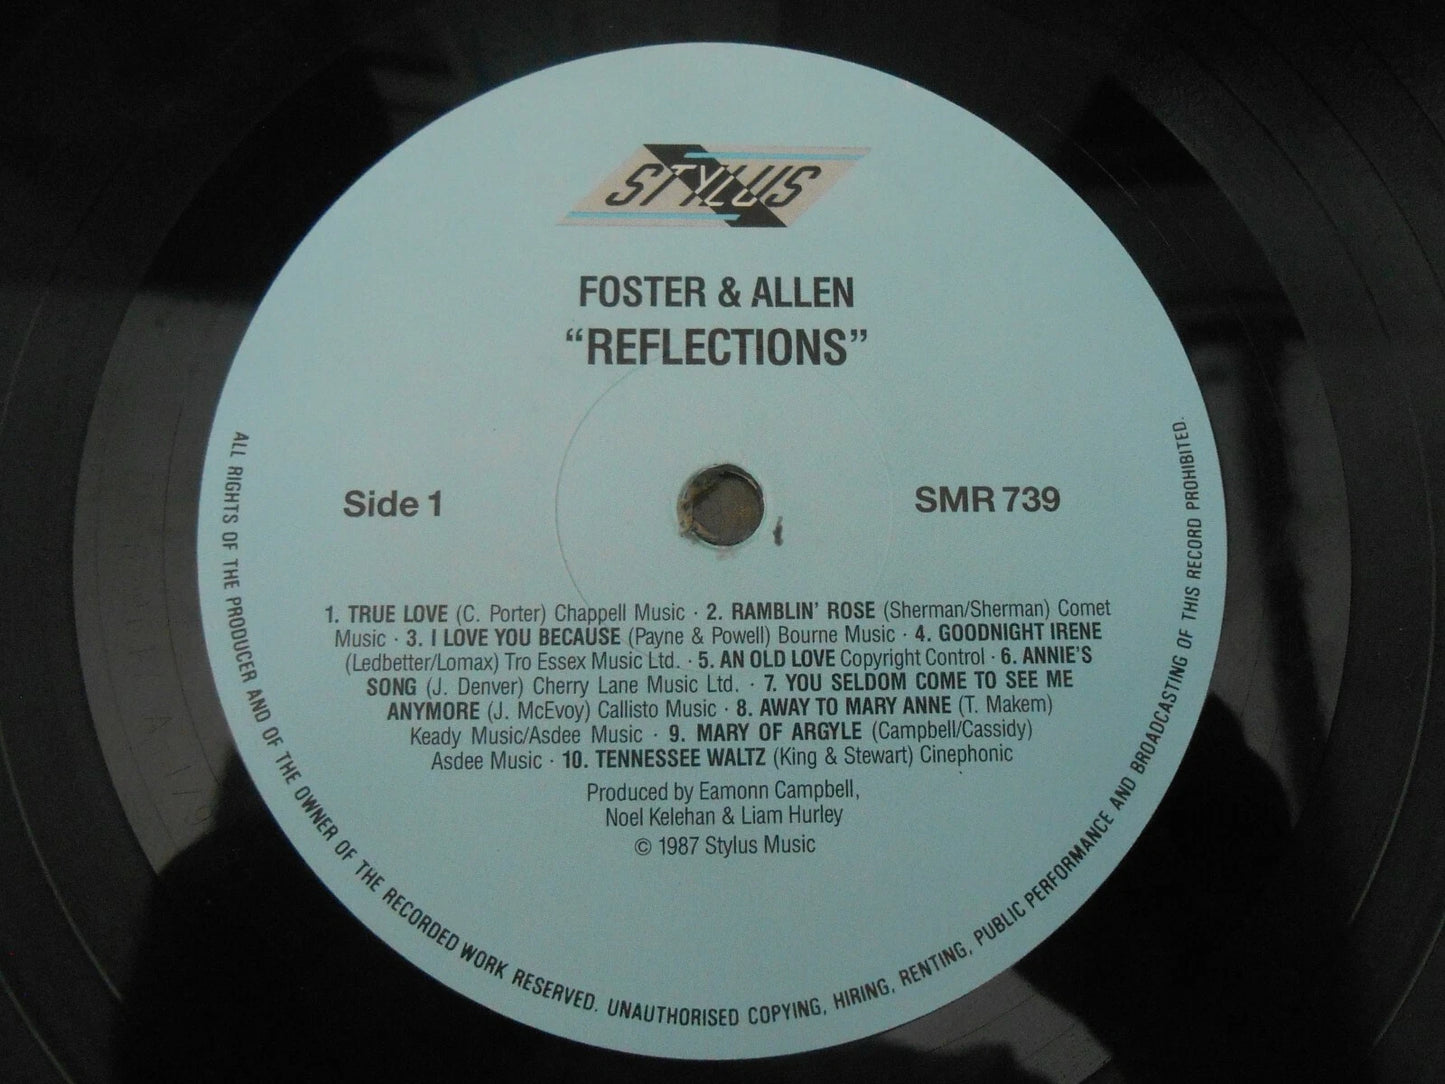 STYLUS
FOSTER & ALLEN
“REFLECTIONS”
Side 1
SMR 739
1. TRUE LOVE (C. Porter) Chappell Music · 2. RAMBLIN’ ROSE (Sherman/Sherman) Comet
Music · 3. I LOVE YOU BECAUSE (Payne & Powell) Bourne Music · 4. GOODNIGHT IRENE
(Ledbetter/Lomax) Tro Essex Music Ltd. · 5. AN OLD LOVE Copyright Control · 6. ANNIE’S
SONG (J. Denver) Cherry Lane Music Ltd. · 7. YOU SELDOM COME TO SEE ME
ANYMORE (J. McEvoy) Callisto Music · 8. AWAY TO MARY ANNE (T. Makem)
Keady Music/Asdee Music · 9. MARY OF ARGYLE (Campbell/Cassidy)
Asdee Music · 10. TENNESSEE WALTZ (King & Stewart) Cinephonic
Produced by Eamonn Campbell,
Noel Kelehan & Liam Hurley
© 1987 Stylus Music
ALL RIGHTS OF THE PRODUCER AND OF THE OWNER OF THE RECORDED WORK RESERVED. UNAUTHORISED COPYING, HIRING, RENTING, PUBLIC PERFORMANCE AND BROADCASTING OF THIS RECORD PROHIBITED.